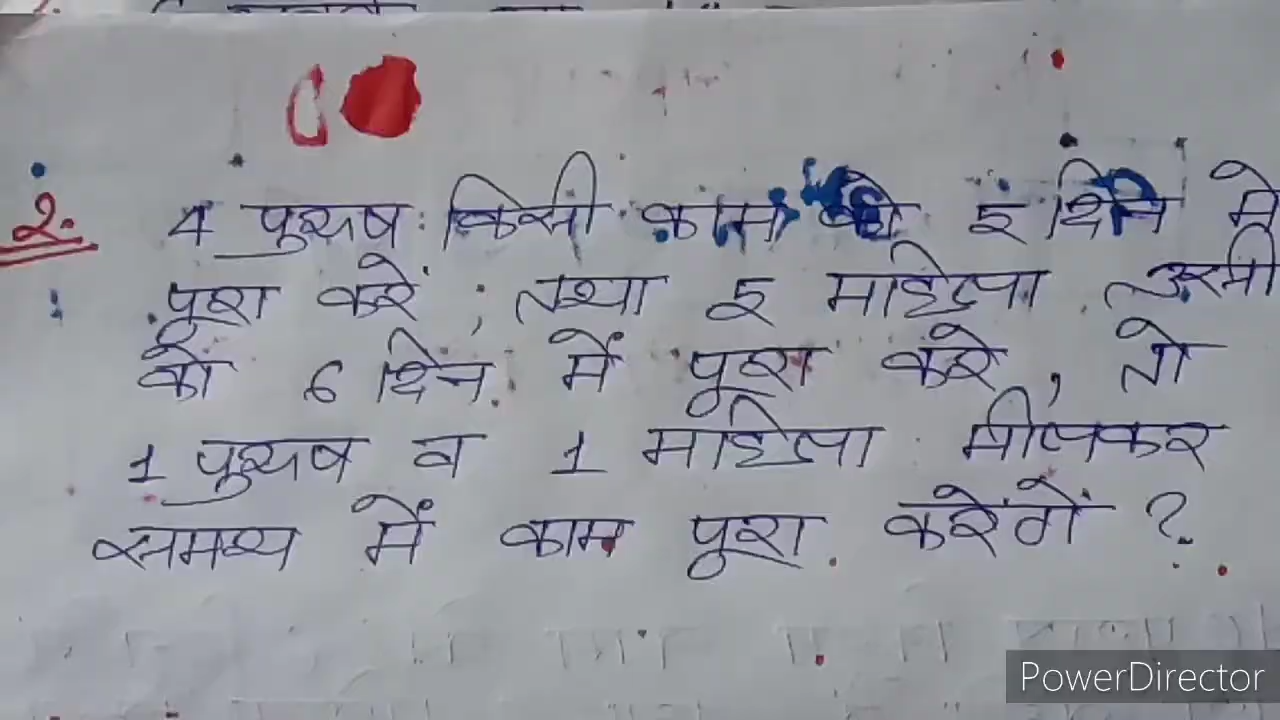 2. 4 पुरुष किसी काम को 5 दिन में
पूरा करें, तथा 5 महिला उसी
को 6 दिन में पूरा करे, तो
1 पुरुष व 1 महिला मीलकर
समय में काम पूरा करेगें ?
PowerDirector